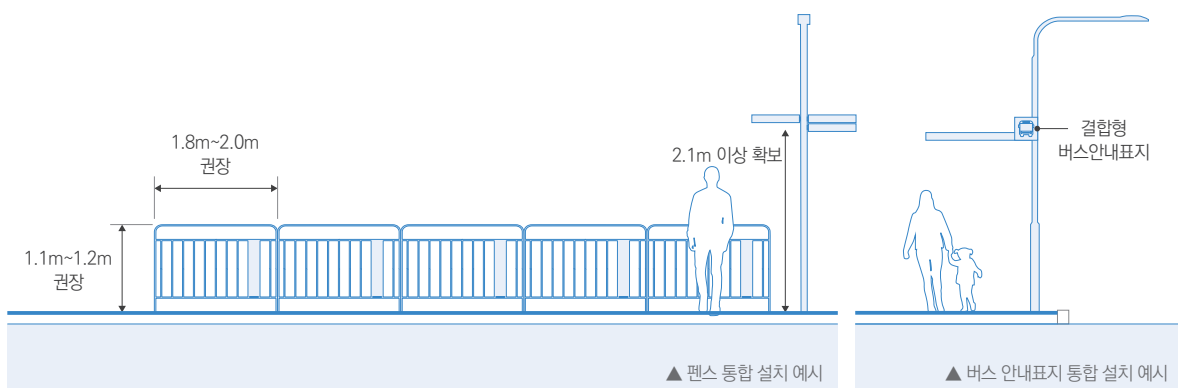 1.8m~2.0m
권장
2.1m 이상 확보
1.1m~1.2m
권장
▲ 펜스 통합 설치 예시
결합형
버스안내표지
▲ 버스 안내표지 통합 설치 예시